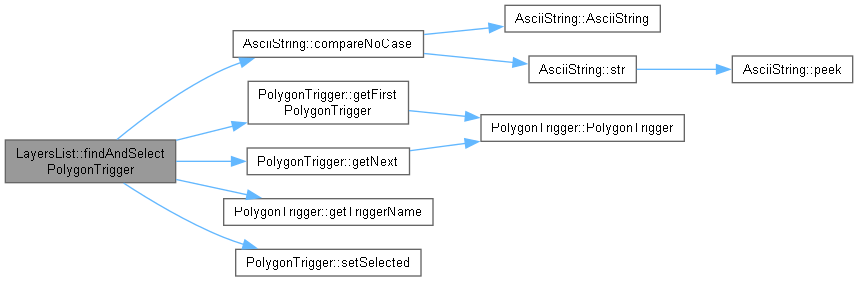 LayersList::findAndSelect
PolygonTrigger
AsciiString::compareNoCase
AsciiString::AsciiString
AsciiString::str
AsciiString::peek
PolygonTrigger::getFirst
PolygonTrigger
PolygonTrigger::PolygonTrigger
PolygonTrigger::getNext
PolygonTrigger::getTriggerName
PolygonTrigger::setSelected